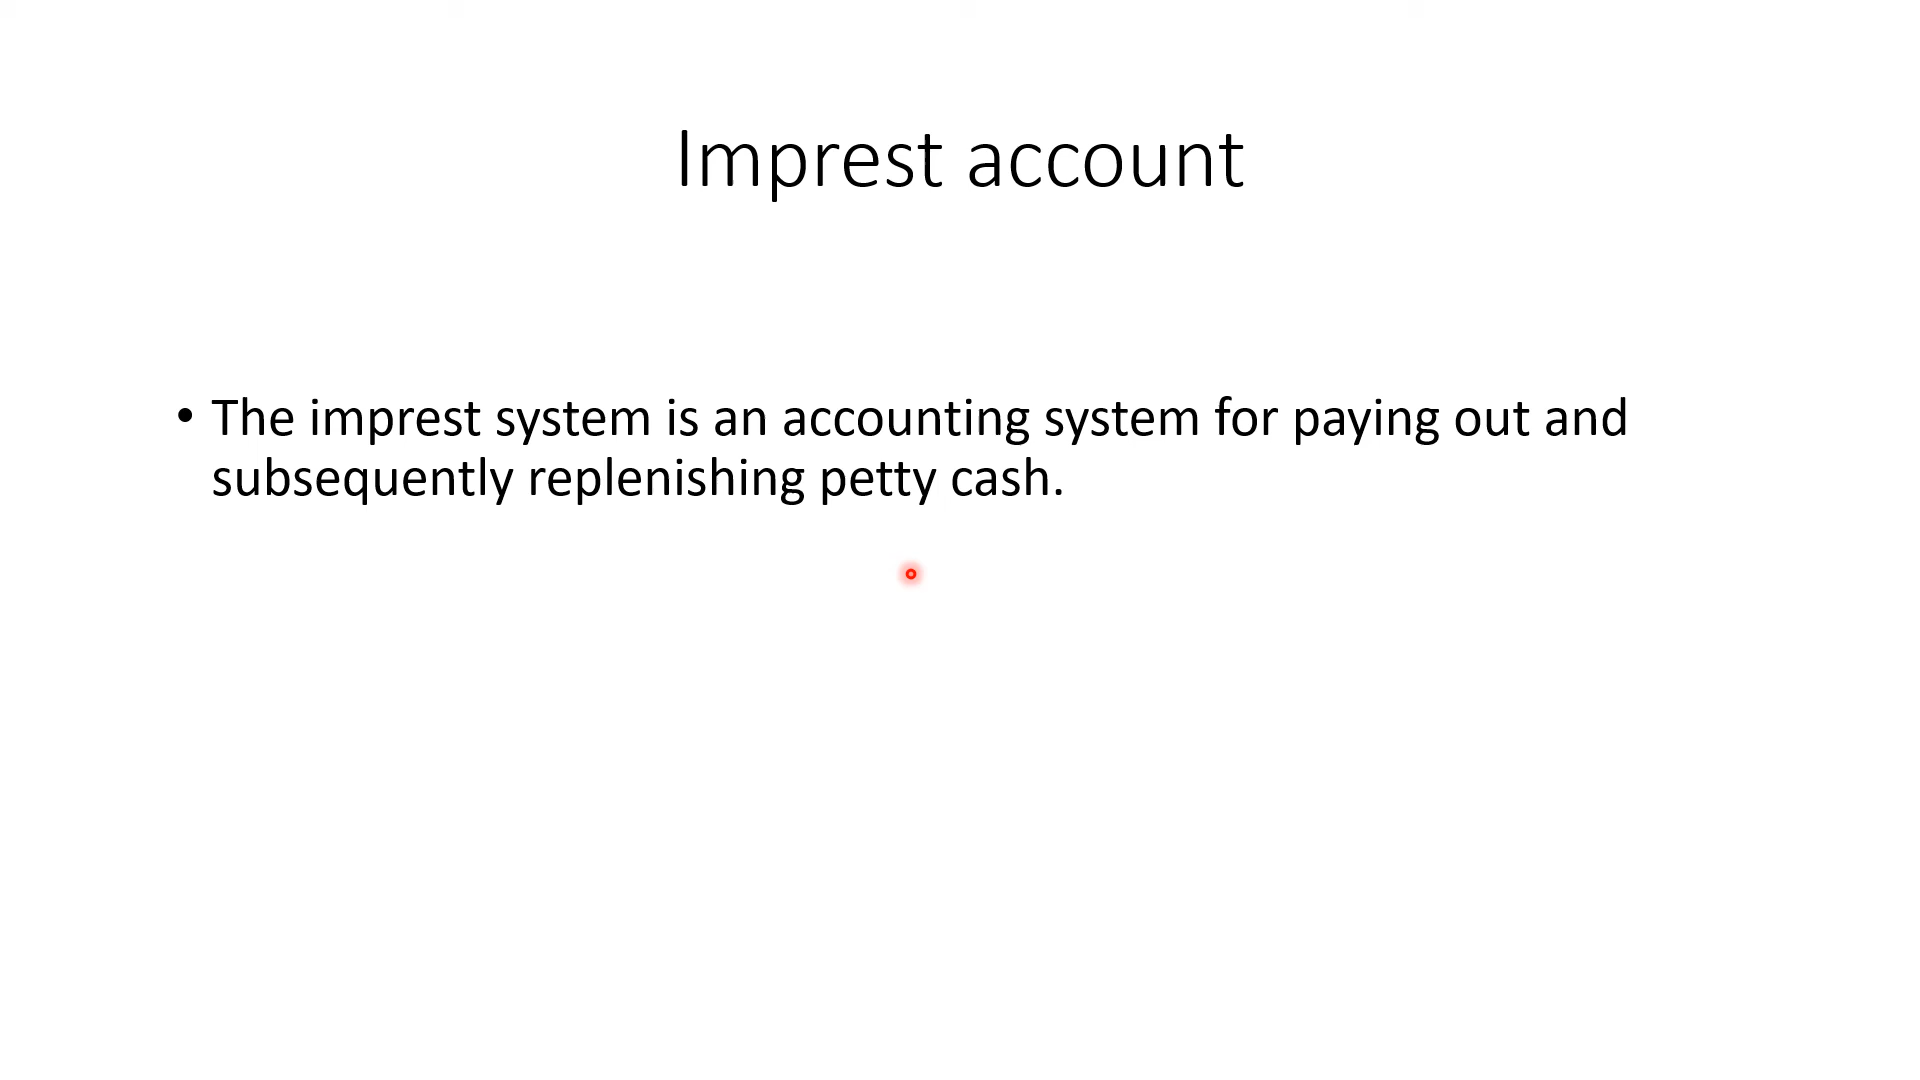 Imprest account
• The imprest system is an accounting system for paying out and
subsequently replenishing petty cash.